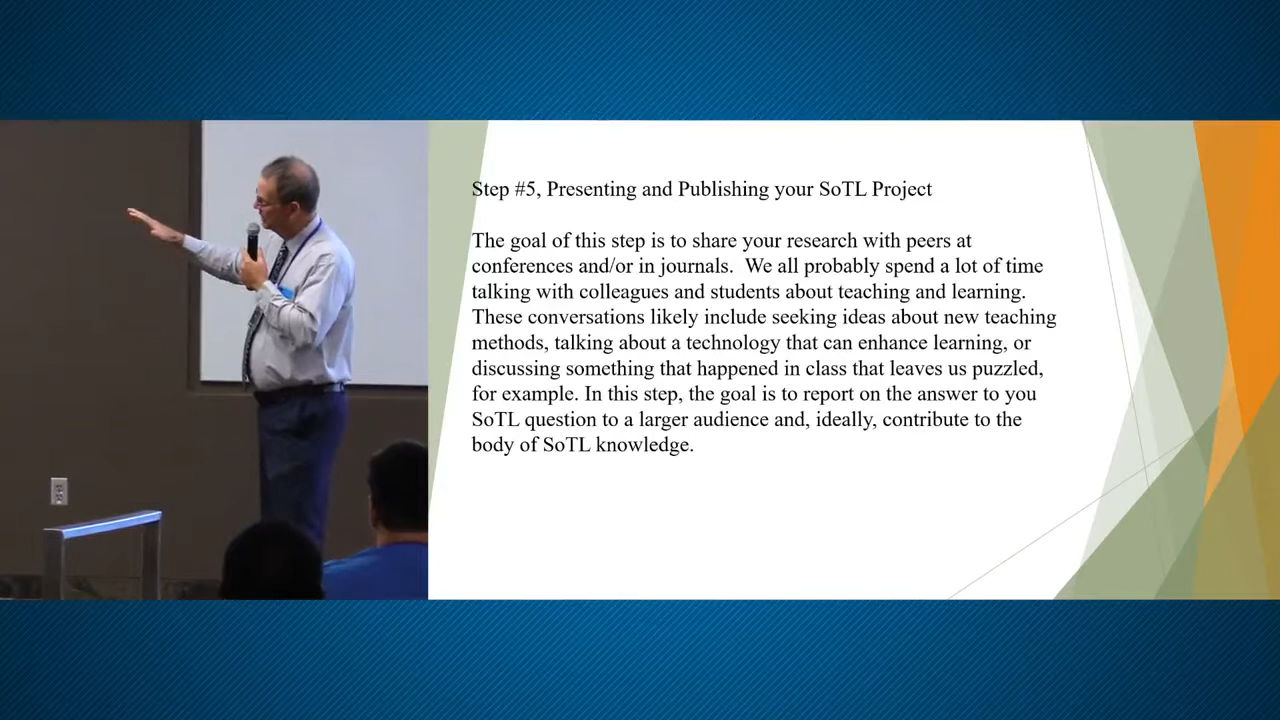 Step #5, Presenting and Publishing your SoTL Project
The goal of this step is to share your research with peers at
conferences and/or in journals.  We all probably spend a lot of time
talking with colleagues and students about teaching and learning.
These conversations likely include seeking ideas about new teaching
methods, talking about a technology that can enhance learning, or
discussing something that happened in class that leaves us puzzled,
for example. In this step, the goal is to report on the answer to you
SoTL question to a larger audience and, ideally, contribute to the
body of SoTL knowledge.